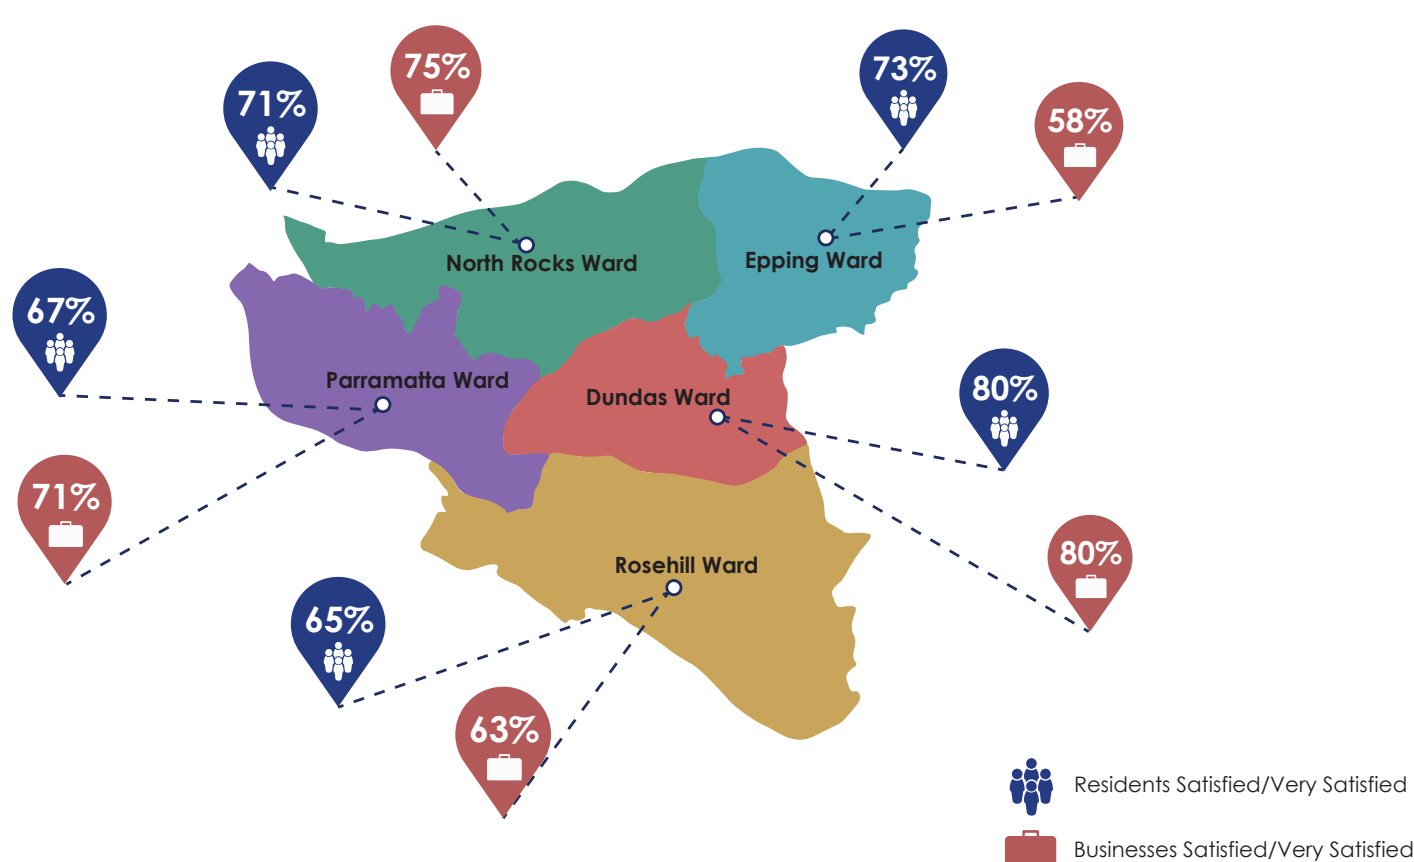 75%
73%
71%
58%
North Rocks Ward
Epping Ward
67%
Parramatta Ward
Dundas Ward
80%
71%
80%
Rosehill Ward
65%
63%
Residents Satisfied/Very Satisfied
Businesses Satisfied/Very Satisfied